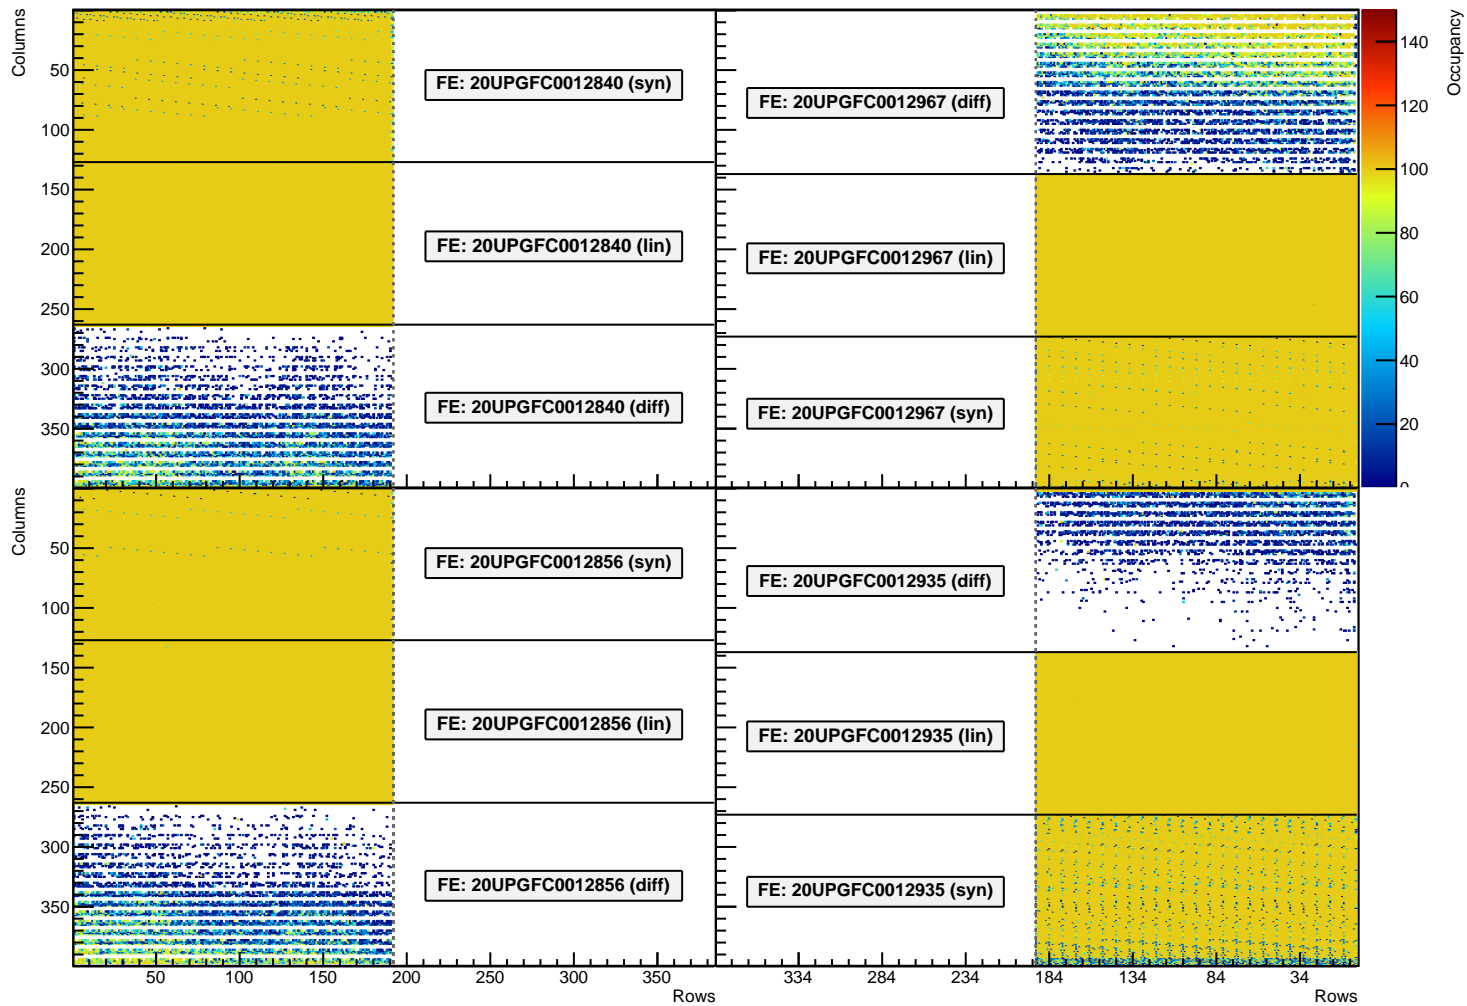 Columns
50
100
150
200
250
300
350
FE: 20UPGFC0012840 (syn)
FE: 20UPGFC0012840 (lin)
FE: 20UPGFC0012840 (diff)
FE: 20UPGFC0012967 (diff)
FE: 20UPGFC0012967 (lin)
FE: 20UPGFC0012967 (syn)
Occupancy
140
120
100
80
60
40
20
0
Columns
50
100
150
200
250
300
350
FE: 20UPGFC0012856 (syn)
FE: 20UPGFC0012856 (lin)
FE: 20UPGFC0012856 (diff)
FE: 20UPGFC0012935 (diff)
FE: 20UPGFC0012935 (lin)
FE: 20UPGFC0012935 (syn)
50 100 150 200 250 300 350
Rows
334 284 234 184 134 84 34
Rows